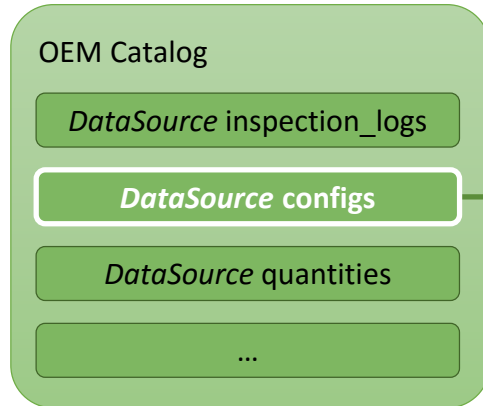 OEM Catalog
DataSource inspection_logs
DataSource configs
DataSource quantities
...